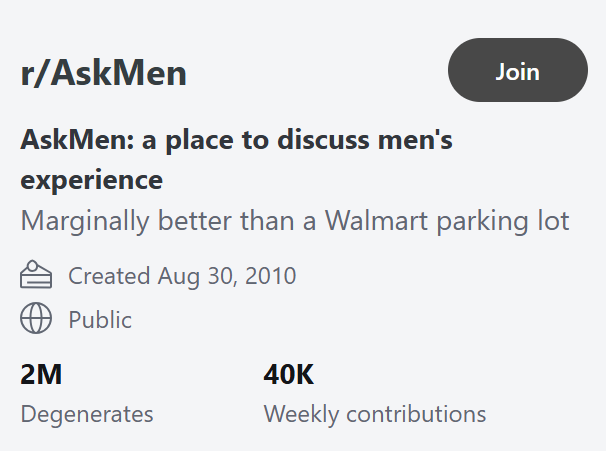 r/AskMen
Join
AskMen: a place to discuss men's
experience
Marginally better than a Walmart parking lot
Created Aug 30, 2010
Public
2M
40K
Degenerates
Weekly contributions